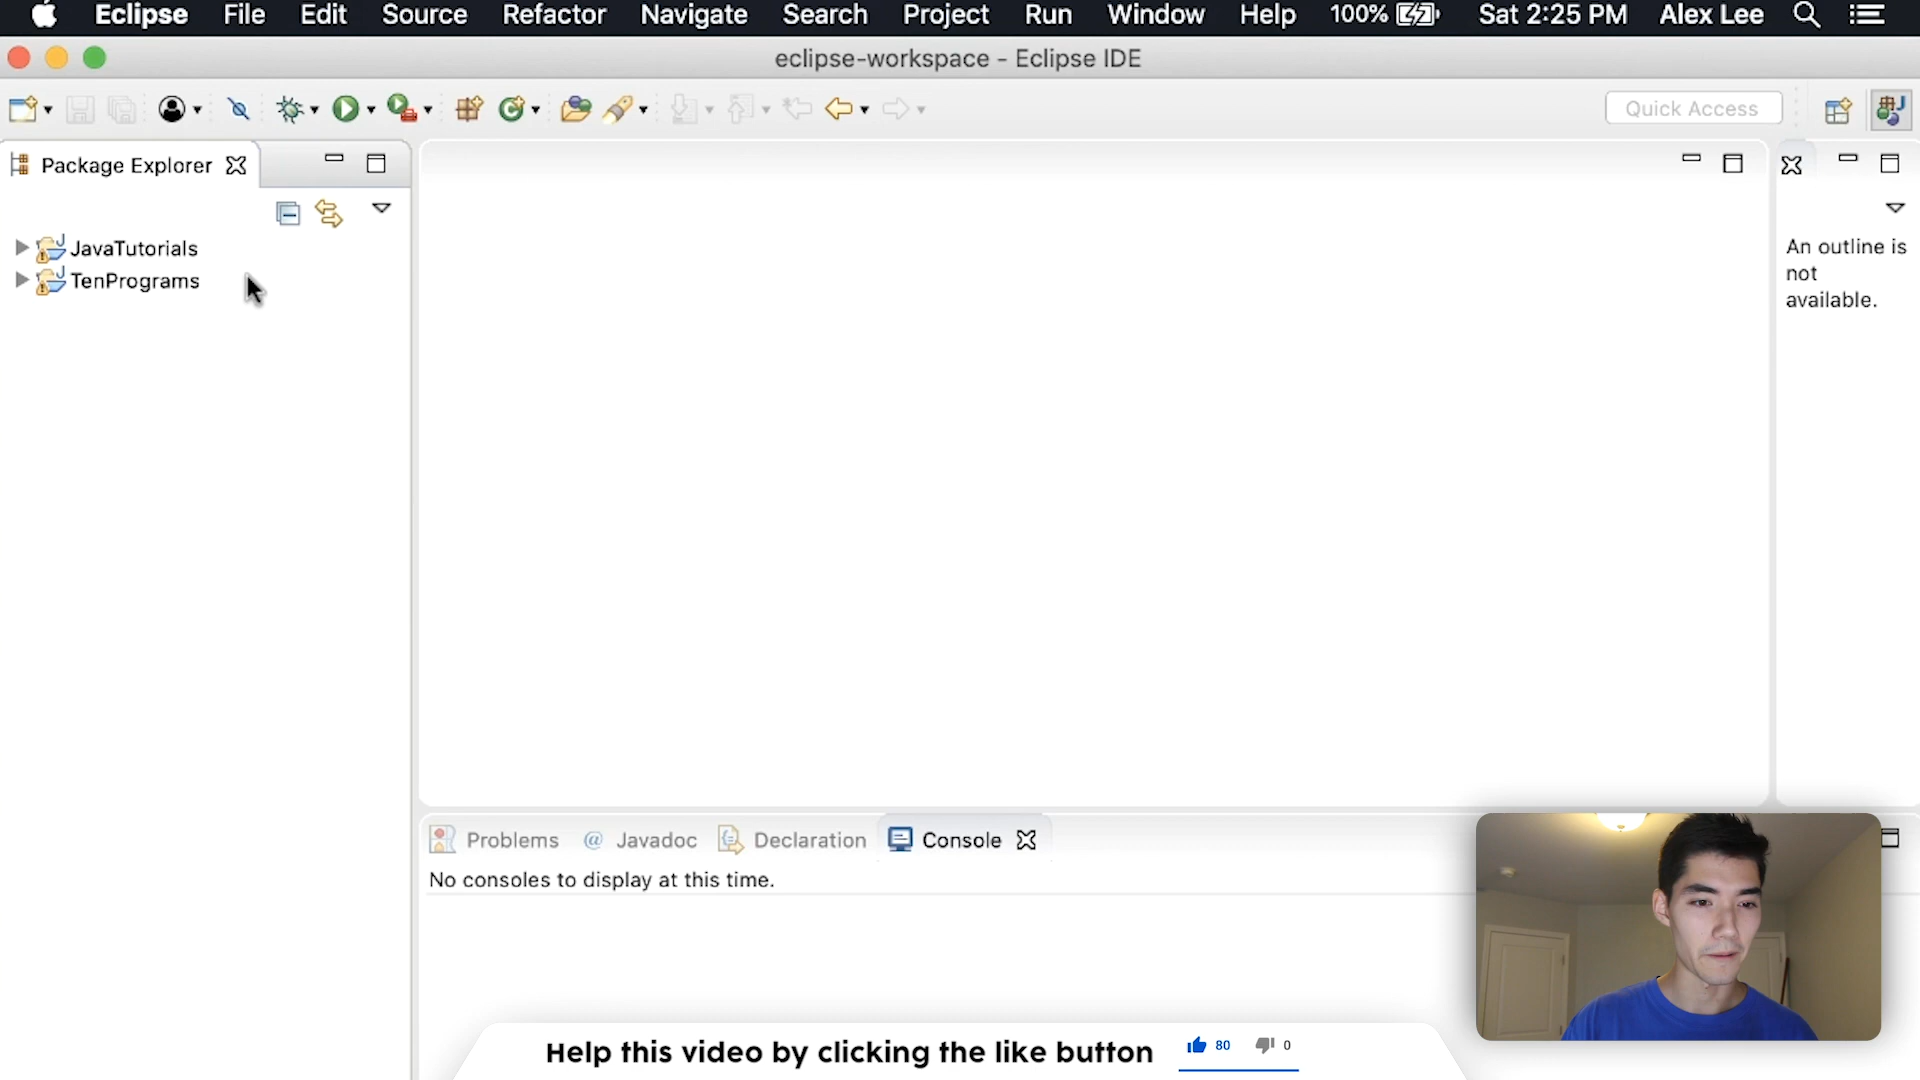 Eclipse File Edit Source Refactor Navigate Search Project Run Window Help 100% Sat 2:25 PM Alex Lee
eclipse-workspace - Eclipse IDE
Quick Access
Package Explorer
JavaTutorials
TenPrograms
An outline is
not
available.
Problems @ Javadoc Declaration Console
No consoles to display at this time.
Help this video by clicking the like button 80 0